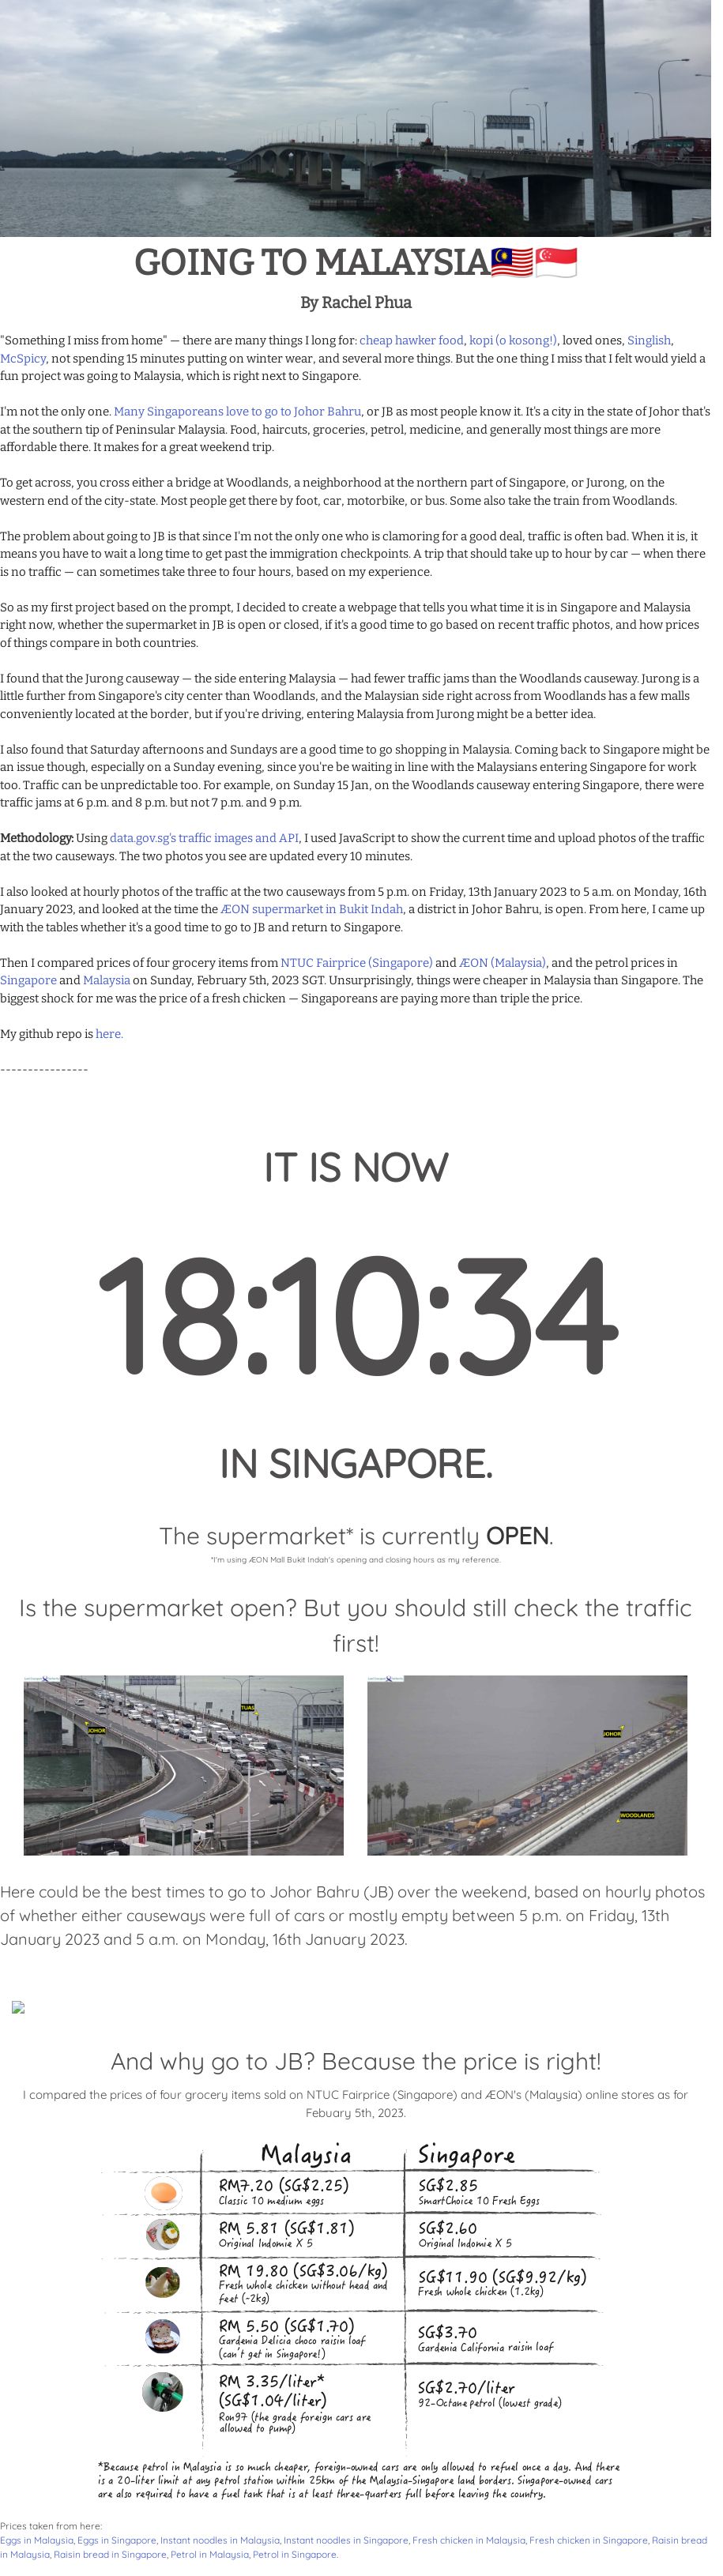 GOING TO MALAYSIA🇲🇾🇸🇬
By Rachel Phua
"Something I miss from home" — there are many things I long for: cheap hawker food, kopi (o kosong!), loved ones, Singlish,
McSpicy, not spending 15 minutes putting on winter wear, and several more things. But the one thing I miss that I felt would yield a
fun project was going to Malaysia, which is right next to Singapore.
I'm not the only one. Many Singaporeans love to go to Johor Bahru, or JB as most people know it. It's a city in the state of Johor that's
at the southern tip of Peninsular Malaysia. Food, haircuts, groceries, petrol, medicine, and generally most things are more
affordable there. It makes for a great weekend trip.
To get across, you cross either a bridge at Woodlands, a neighborhood at the northern part of Singapore, or Jurong, on the
western end of the city-state. Most people get there by foot, car, motorbike, or bus. Some also take the train from Woodlands.
The problem about going to JB is that since I'm not the only one who is clamoring for a good deal, traffic is often bad. When it is, it
means you have to wait a long time to get past the immigration checkpoints. A trip that should take up to hour by car — when there
is no traffic — can sometimes take three to four hours, based on my experience.
So as my first project based on the prompt, I decided to create a webpage that tells you what time it is in Singapore and Malaysia
right now, whether the supermarket in JB is open or closed, if it's a good time to go based on recent traffic photos, and how prices
of things compare in both countries.
I found that the Jurong causeway — the side entering Malaysia — had fewer traffic jams than the Woodlands causeway. Jurong is a
little further from Singapore's city center than Woodlands, and the Malaysian side right across from Woodlands has a few malls
conveniently located at the border, but if you're driving, entering Malaysia from Jurong might be a better idea.
I also found that Saturday afternoons and Sundays are a good time to go shopping in Malaysia. Coming back to Singapore might be
an issue though, especially on a Sunday evening, since you're be waiting in line with the Malaysians entering Singapore for work
too. Traffic can be unpredictable too. For example, on Sunday 15 Jan, on the Woodlands causeway entering Singapore, there were
traffic jams at 6 p.m. and 8 p.m. but not 7 p.m. and 9 p.m.
Methodology: Using data.gov.sg's traffic images and API, I used JavaScript to show the current time and upload photos of the traffic
at the two causeways. The two photos you see are updated every 10 minutes.
I also looked at hourly photos of the traffic at the two causeways from 5 p.m. on Friday, 13th January 2023 to 5 a.m. on Monday, 16th
January 2023, and looked at the time the ÆON supermarket in Bukit Indah, a district in Johor Bahru, is open. From here, I came up
with the tables whether it's a good time to go to JB and return to Singapore.
Then I compared prices of four grocery items from NTUC Fairprice (Singapore) and ÆON (Malaysia), and the petrol prices in
Singapore and Malaysia on Sunday, February 5th, 2023 SGT. Unsurprisingly, things were cheaper in Malaysia than Singapore. The
biggest shock for me was the price of a fresh chicken — Singaporeans are paying more than triple the price.
My github repo is here.
----------------
IT IS NOW
18:10:34
IN SINGAPORE.
The supermarket* is currently OPEN.
*I'm using ÆON Mall Bukit Indah's opening and closing hours as my reference.
Is the supermarket open? But you should still check the traffic
first!
JOHOR
TUAS
JOHOR
WOODLANDS
Here could be the best times to go to Johor Bahru (JB) over the weekend, based on hourly photos
of whether either causeways were full of cars or mostly empty between 5 p.m. on Friday, 13th
January 2023 and 5 a.m. on Monday, 16th January 2023.
And why go to JB? Because the price is right!
I compared the prices of four grocery items sold on NTUC Fairprice (Singapore) and ÆON's (Malaysia) online stores as for
Febuary 5th, 2023.
Malaysia Singapore
RM7.20 (SG$2.25)
Classic 10 medium eggs
SG$2.85
SmartChoice 10 Fresh Eggs
RM 5.81 (SG$1.81)
Original Indomie X 5
SG$2.60
Original Indomie X 5
RM 19.80 (SG$3.06/kg)
Fresh whole chicken without head and
feet (~2kg)
SG$11.90 (SG$9.92/kg)
Fresh whole chicken (1.2kg)
RM 5.50 (SG$1.70)
Gardenia Delicia choco raisin loaf
(can't get in Singapore!)
SG$3.70
Gardenia California raisin loaf
RM 3.35/liter*
(SG$1.04/liter)
Ron97 (the grade foreign cars are
allowed to pump)
SG$2.70/liter
92-Octane petrol (lowest grade)
*Because petrol in Malaysia is so much cheaper, foreign-owned cars are only allowed to refuel once a day. And there
is a 20-liter limit at any petrol station within 25km of the Malaysia-Singapore land borders. Singapore-owned cars
are also required to have a fuel tank that is at least three-quarters full before leaving the country.
Prices taken from here:
Eggs in Malaysia, Eggs in Singapore, Instant noodles in Malaysia, Instant noodles in Singapore, Fresh chicken in Malaysia, Fresh chicken in Singapore, Raisin bread
in Malaysia, Raisin bread in Singapore, Petrol in Malaysia, Petrol in Singapore.